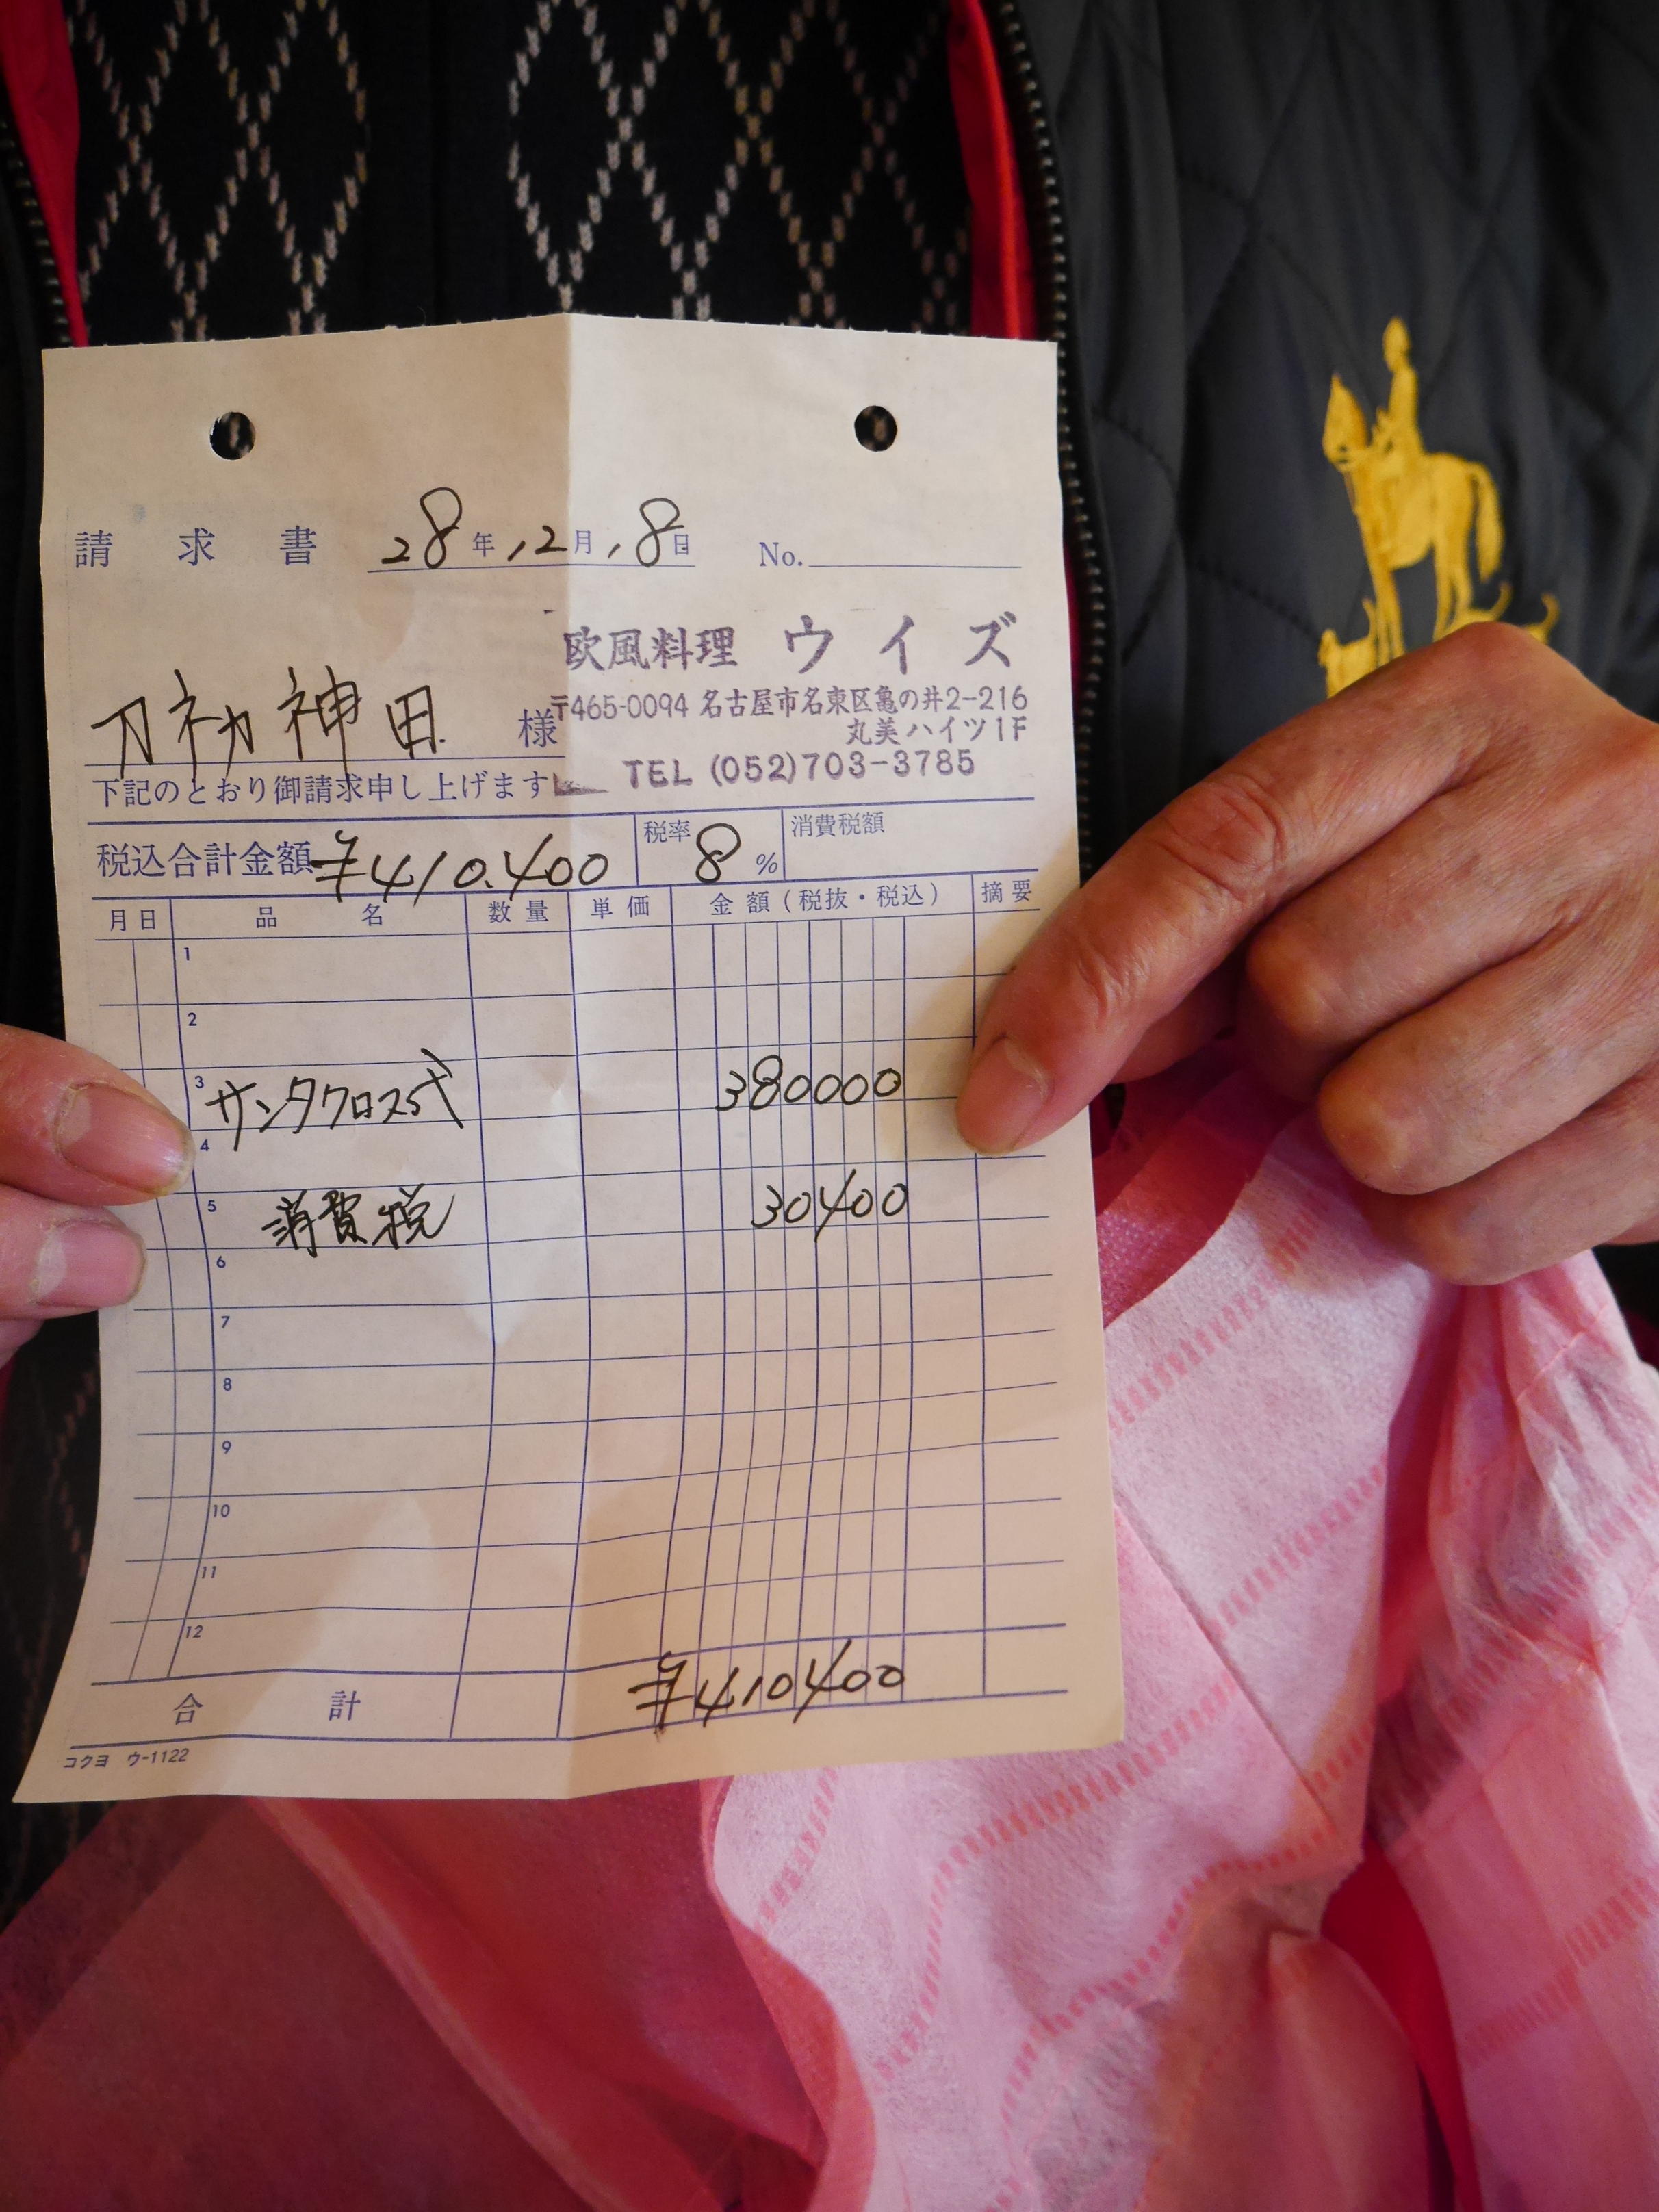 請求書 28年12月18日 No.
欧風料理 ウイズ
〒465-0094 名古屋市名東区亀の井2-216
丸美ハイツ1F
TEL (052)703-3785
神田 様
下記のとおり御請求申し上げます
税込合計金額 ¥410.400 税率 8% 消費税額
月日 品名 数量 単価 金額(税抜・税込) 摘要
1
2
3 サンタクロス式 380000
4
5 消費税 30400
6
7
8
9
10
11
12
合計 ¥410400
コクヨ ウ-1122